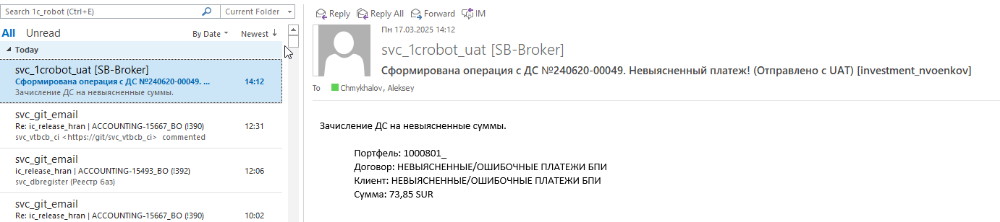 Search 1c_robot (Ctrl+E)
Current Folder
All Unread
By Date Newest
Today
svc_1crobot_uat [SB-Broker]
Сформирована операция с ДС №240620-00049. ... 14:12
Зачисление ДС на невыясненные суммы.
svc_git_email
Re: ic_release_hran | ACCOUNTING-15667_BO (!390) 12:31
svc_vtbcb_ci <https://git/svc_vtbcb_ci> commented
svc_git_email
ic_release_hran | ACCOUNTING-15493_BO (!392) 12:06
svc_dbregister (Реестр баз)
svc_git_email
Re: ic_release_hran | ACCOUNTING-15667_BO (!390) 10:02
Reply Reply All Forward IM
Пн 17.03.2025 14:12
svc_1crobot_uat [SB-Broker]
Сформирована операция с ДС №240620-00049. Невыясненный платеж! (Отправлено с UAT) [investment_nvoenkov]
To Chmykhalov, Aleksey
Зачисление ДС на невыясненные суммы.
Портфель: 1000801_
Договор: НЕВЫЯСНЕННЫЕ/ОШИБОЧНЫЕ ПЛАТЕЖИ БПИ
Клиент: НЕВЫЯСНЕННЫЕ/ОШИБОЧНЫЕ ПЛАТЕЖИ БПИ
Сумма: 73,85 SUR